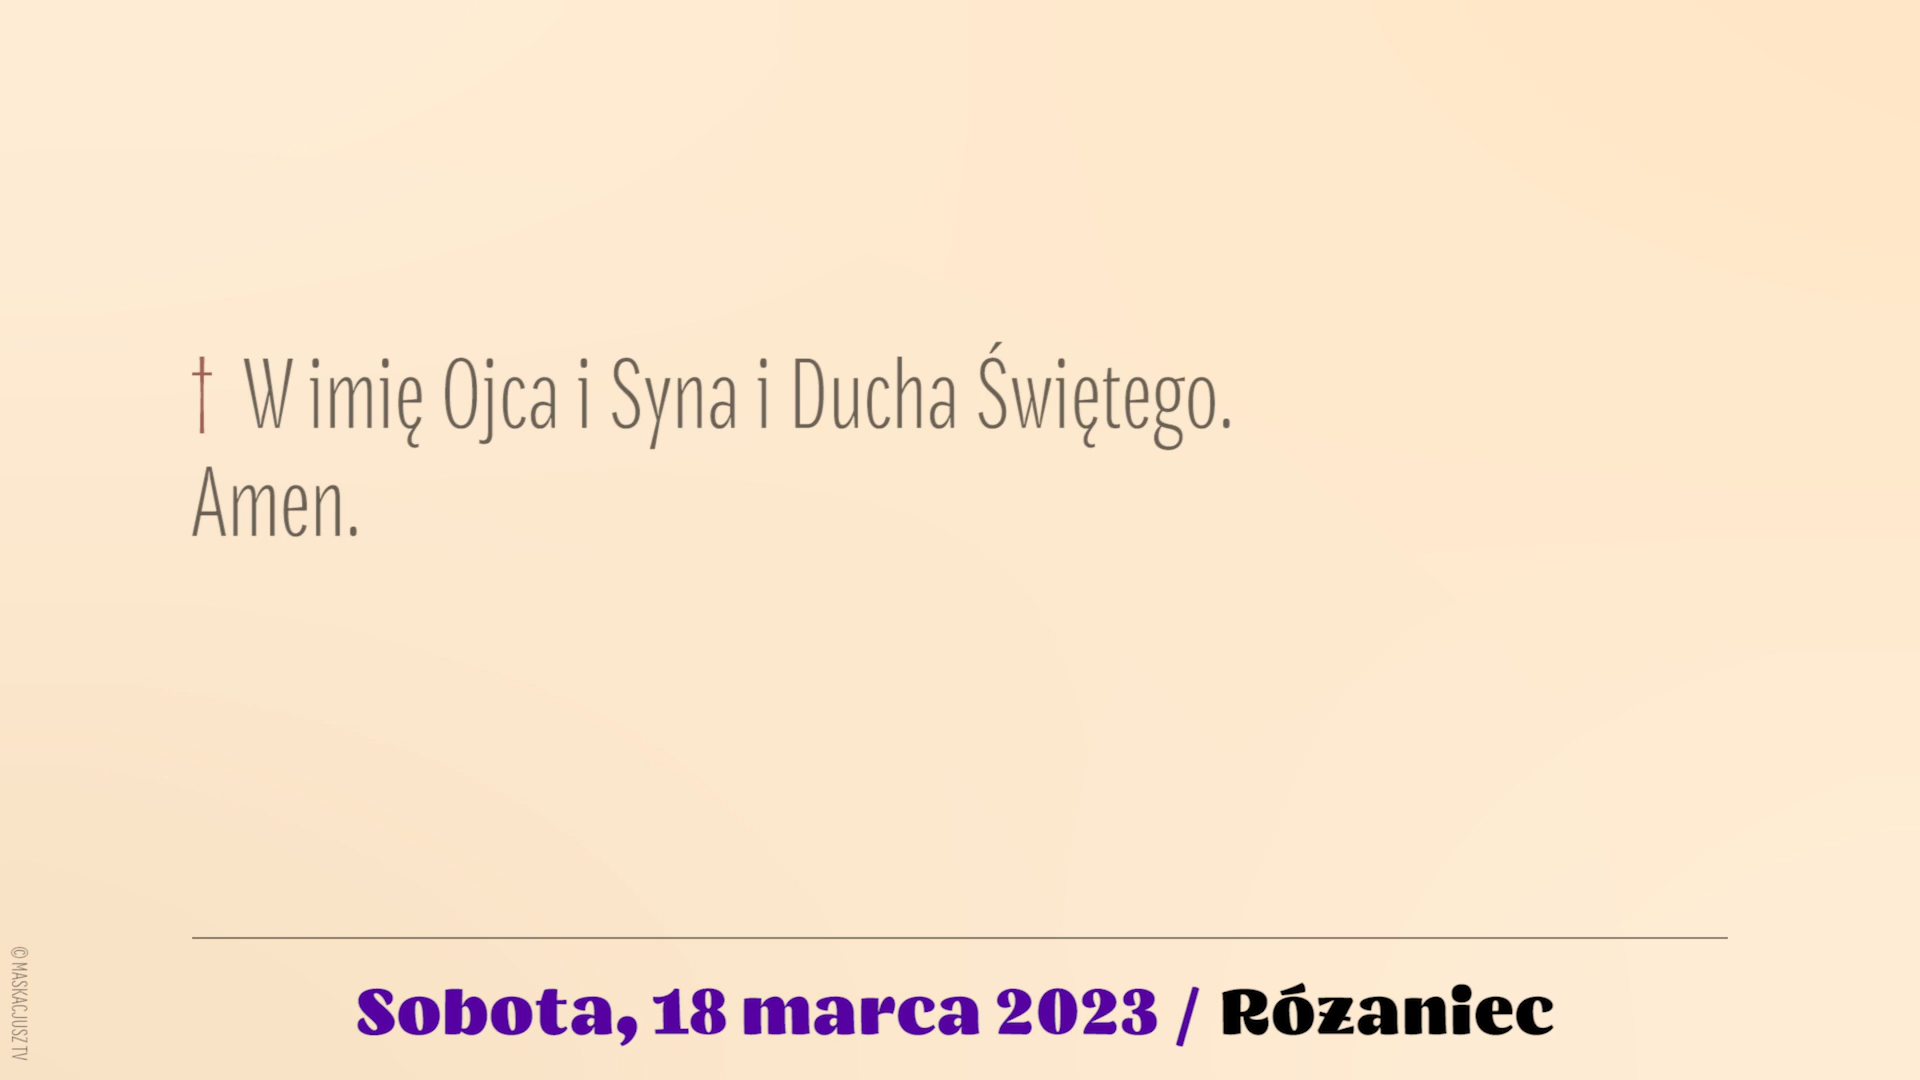 † W imię Ojca i Syna i Ducha Świętego.
Amen.
Sobota, 18 marca 2023 / Różaniec
© MASKACJUSZ TV